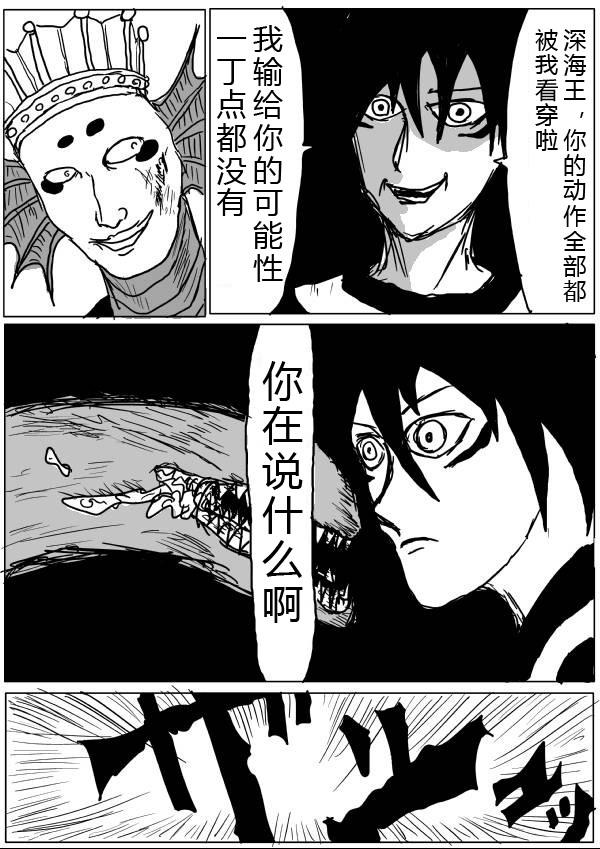 深海王，你的动作全部都
被我看穿啦
我输给你的可能性
一丁点都没有
你在说什么啊